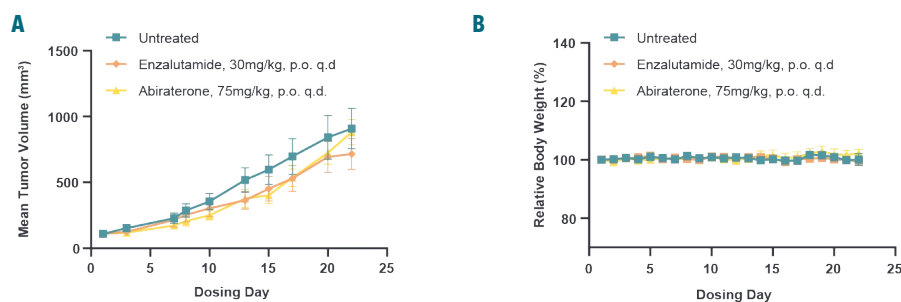 A
Untreated
Enzalutamide, 30mg/kg, p.o. q.d
Abiraterone, 75mg/kg, p.o. q.d.
Mean Tumor Volume (mm³)
1500
1000
500
0
0 5 10 15 20 25
Dosing Day
B
Untreated
Enzalutamide, 30mg/kg, p.o. q.d
Abiraterone, 75mg/kg, p.o. q.d.
Relative Body Weight (%)
140
120
100
80
0 5 10 15 20 25
Dosing Day